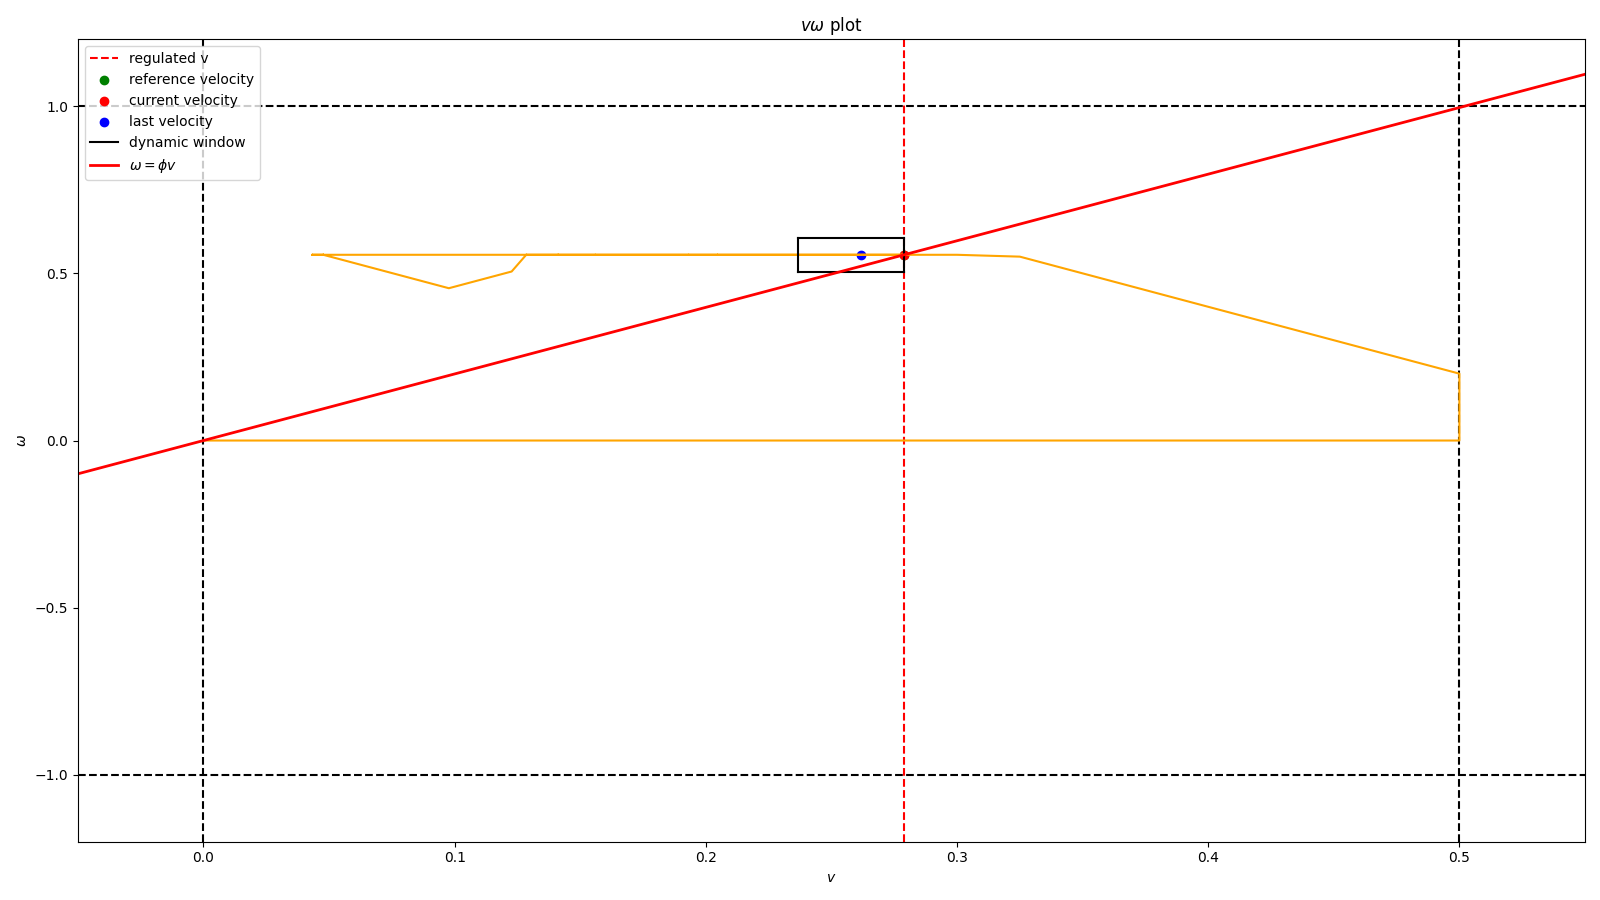 vω plot
regulated v
reference velocity
current velocity
last velocity
dynamic window
ω = ϕv
1.0
0.5
0.0
−0.5
−1.0
ω
0.0 0.1 0.2 0.3 0.4 0.5
v